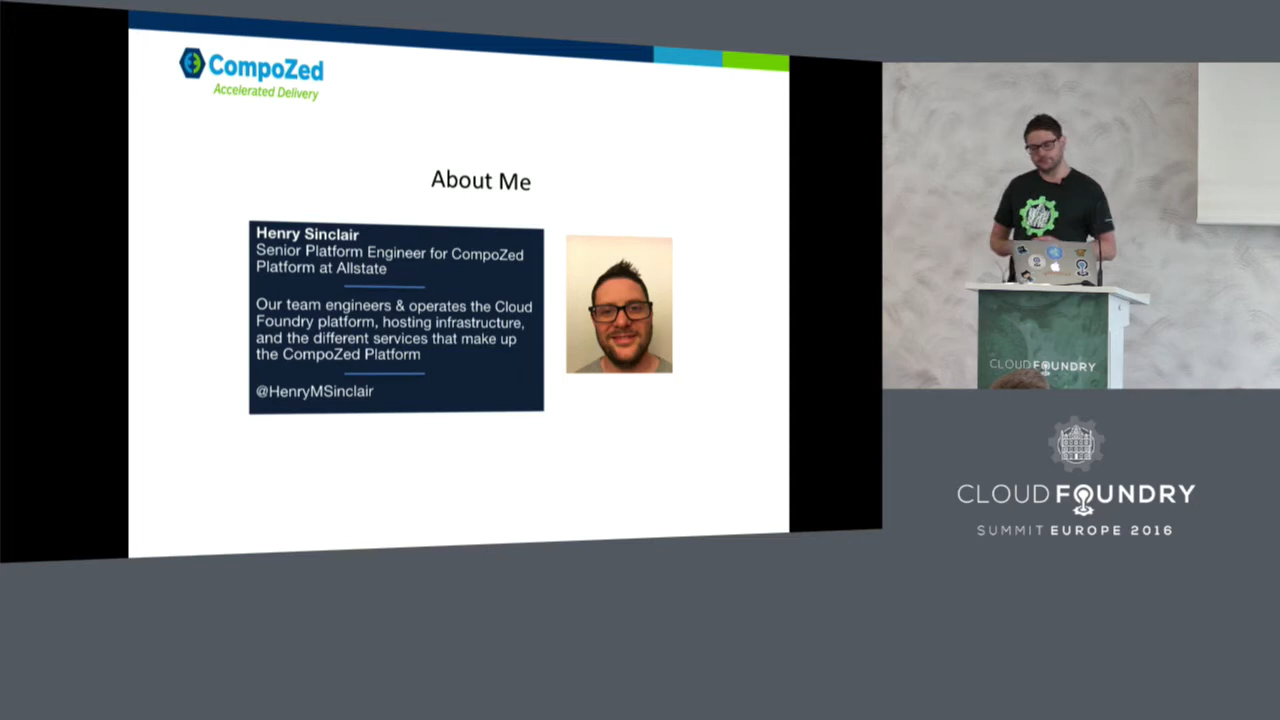 CompoZed
Accelerated Delivery
About Me
Henry Sinclair
Senior Platform Engineer for CompoZed
Platform at Allstate
Our team engineers & operates the Cloud
Foundry platform, hosting infrastructure,
and the different services that make up
the CompoZed Platform
@HenryMSinclair
CLOUD FOUNDRY
CLOUD FOUNDRY
SUMMIT EUROPE 2016